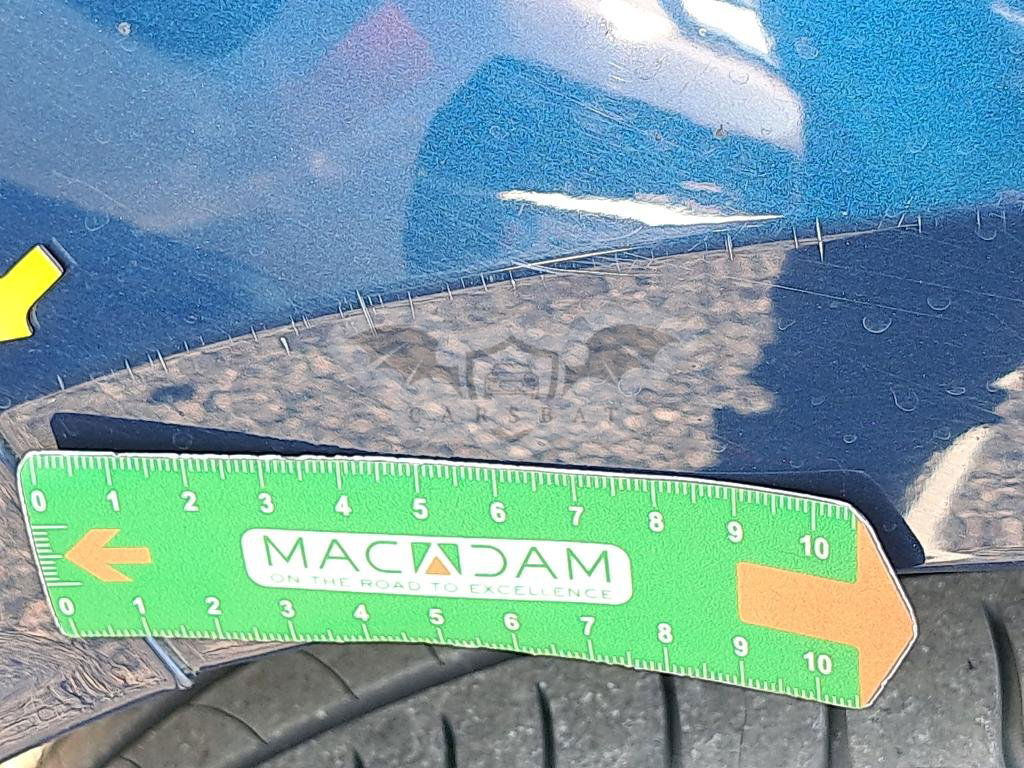 CARSBAT
0 1 2 3 4 5 6 7 8 9 10
MACADAM
ON THE ROAD TO EXCELLENCE
0 1 2 3 4 5 6 7 8 9 10